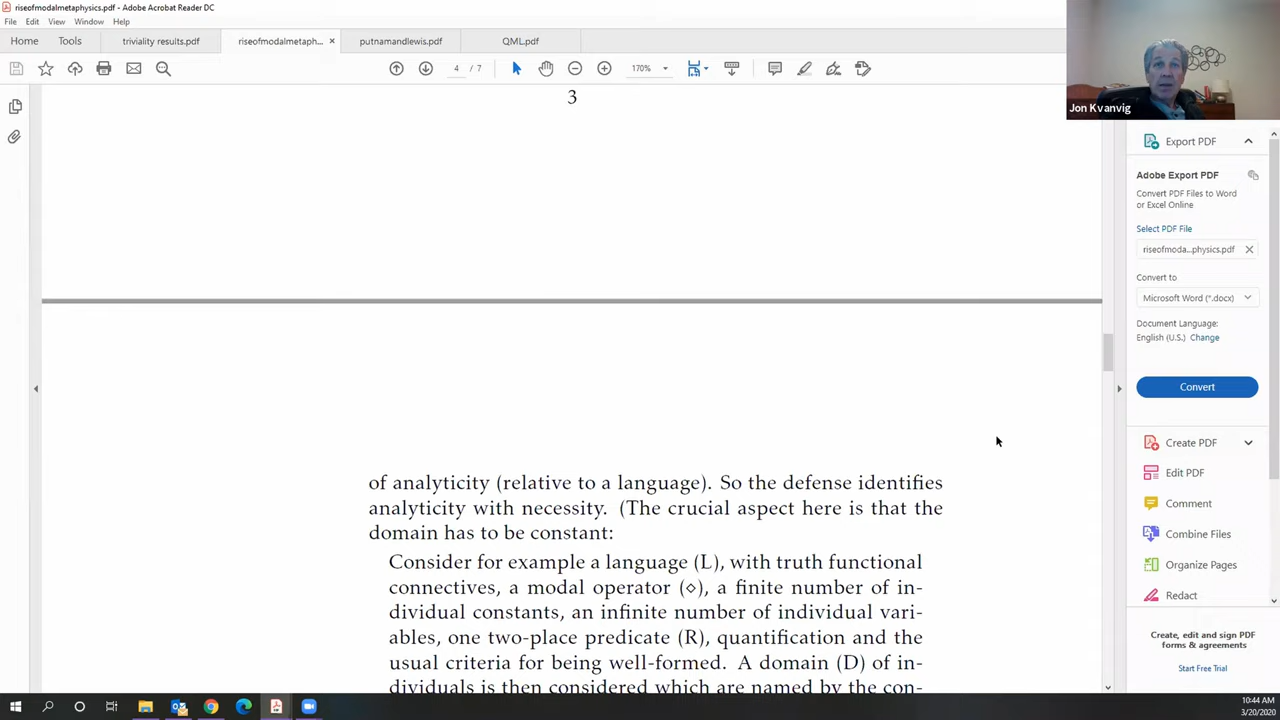 riseofmodalmetaphysics.pdf - Adobe Acrobat Reader DC
File Edit View Window Help
Home Tools triviality results.pdf riseofmodalmetaph... × putnamandlewis.pdf QML.pdf
4 / 7 170%
Jon Kvanvig
3
Export PDF
Adobe Export PDF
Convert PDF Files to Word
or Excel Online
Select PDF File
riseofmoda...physics.pdf
Convert to
Microsoft Word (*.docx)
Document Language:
English (U.S.) Change
Convert
Create PDF
Edit PDF
Comment
Combine Files
Organize Pages
Redact
Create, edit and sign PDF
forms & agreements
Start Free Trial
of analyticity (relative to a language). So the defense identifies
analyticity with necessity. (The crucial aspect here is that the
domain has to be constant:
Consider for example a language (L), with truth functional
connectives, a modal operator (⋄), a finite number of in-
dividual constants, an infinite number of individual vari-
ables, one two-place predicate (R), quantification and the
usual criteria for being well-formed. A domain (D) of in-
dividuals is then considered which are named by the con-
10:44 AM
3/20/2020